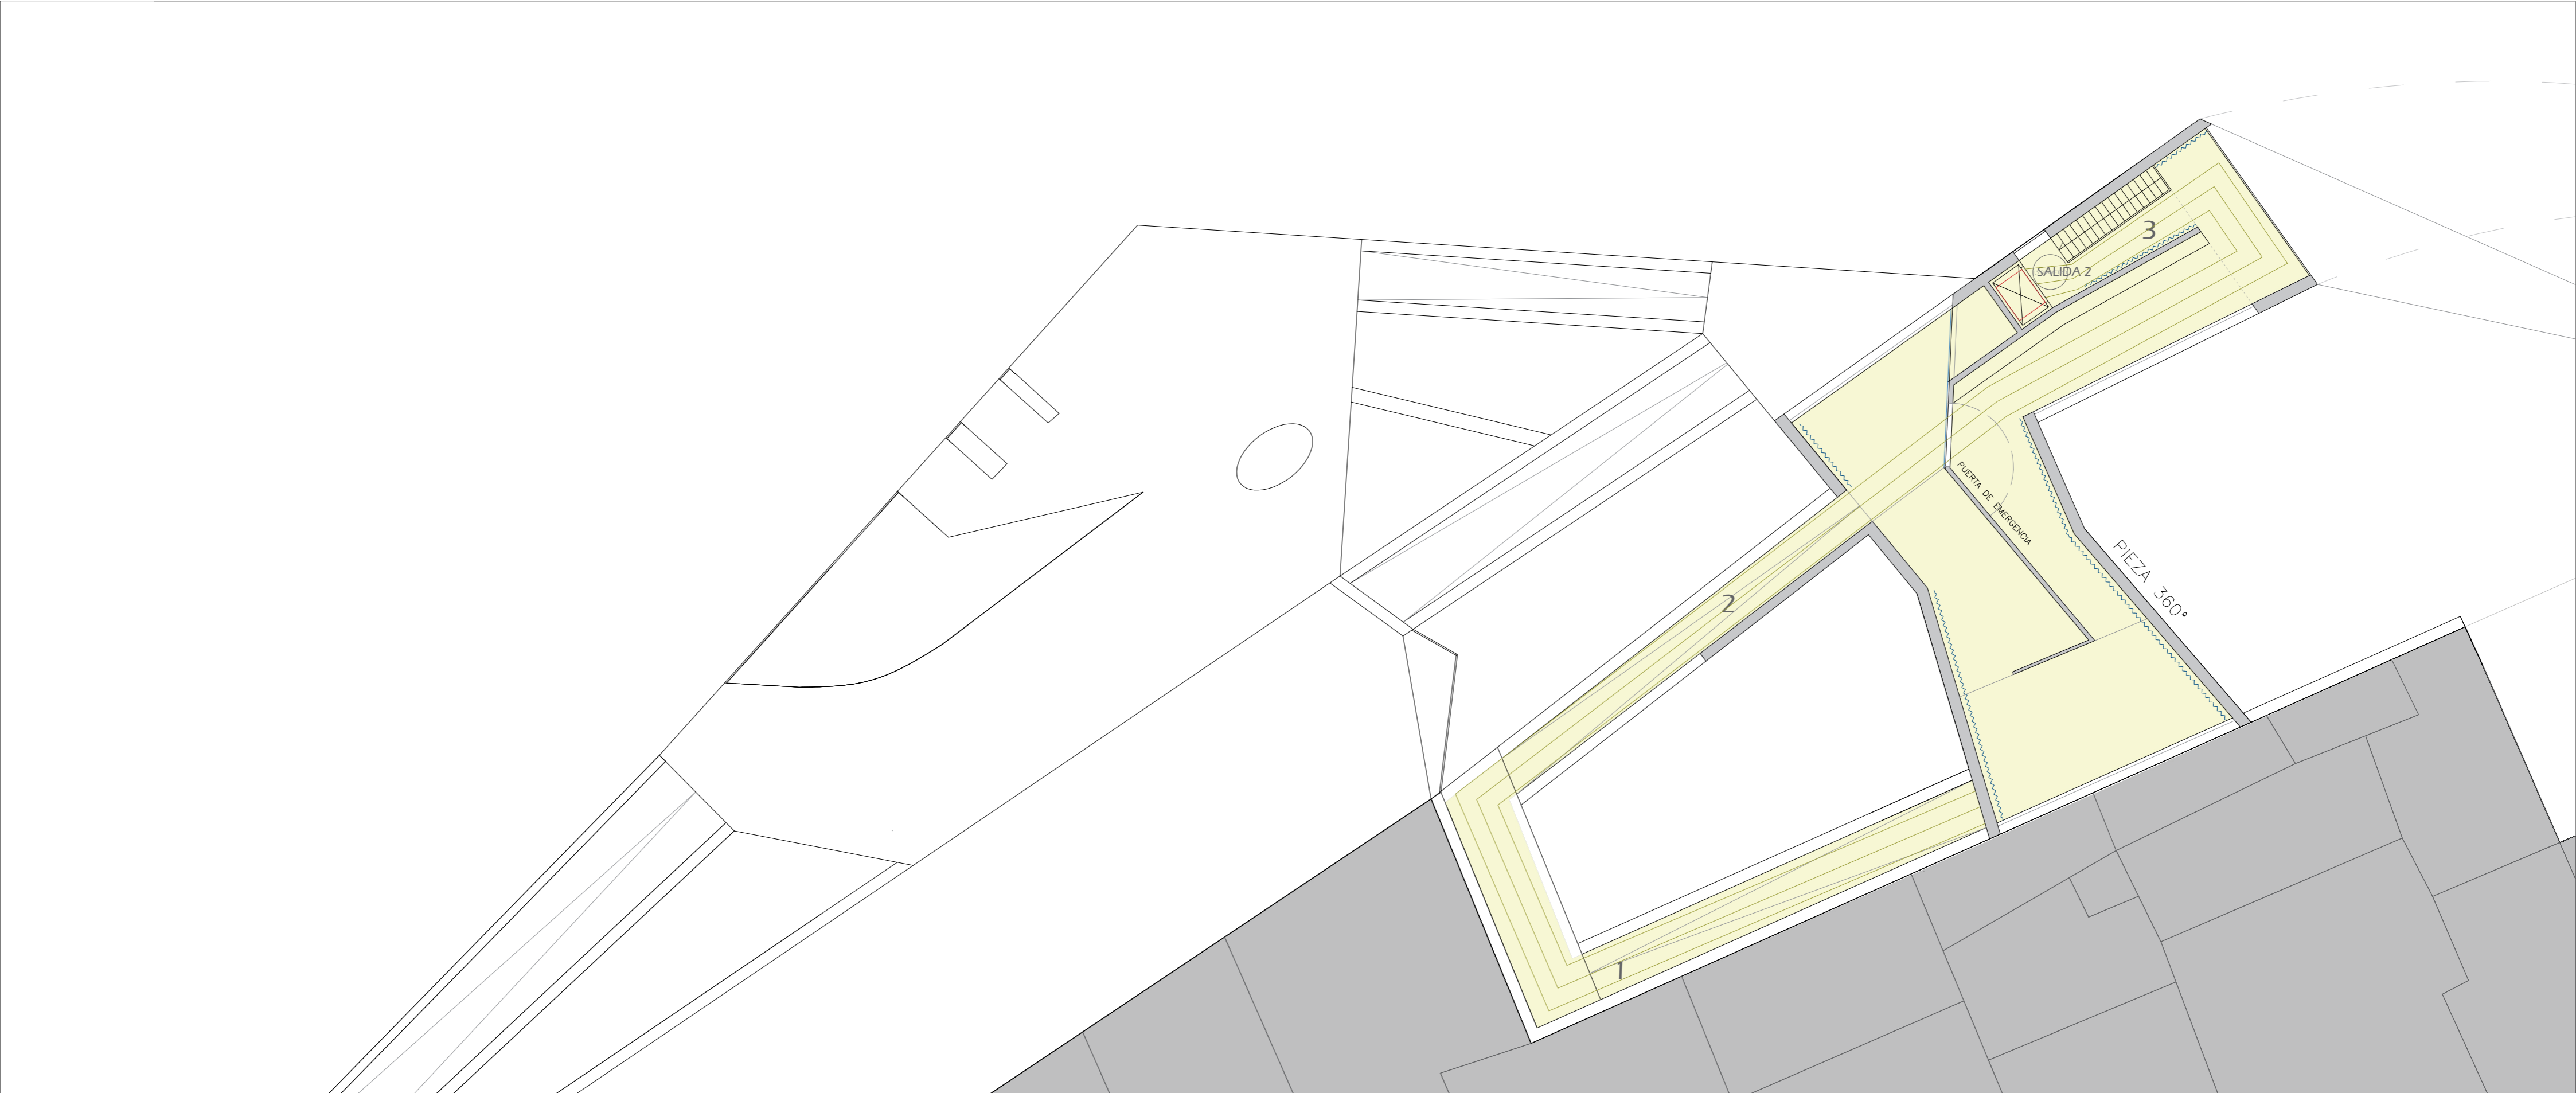 3
SALIDA 2
PUERTA DE EMERGENCIA
PIEZA 360°
2
1